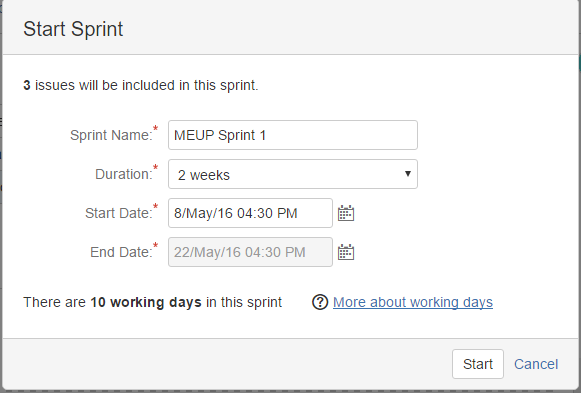 Start Sprint
3 issues will be included in this sprint.
Sprint Name:* MEUP Sprint 1
Duration:* 2 weeks
Start Date:* 8/May/16 04:30 PM
End Date:* 22/May/16 04:30 PM
There are 10 working days in this sprint ? More about working days
Start Cancel